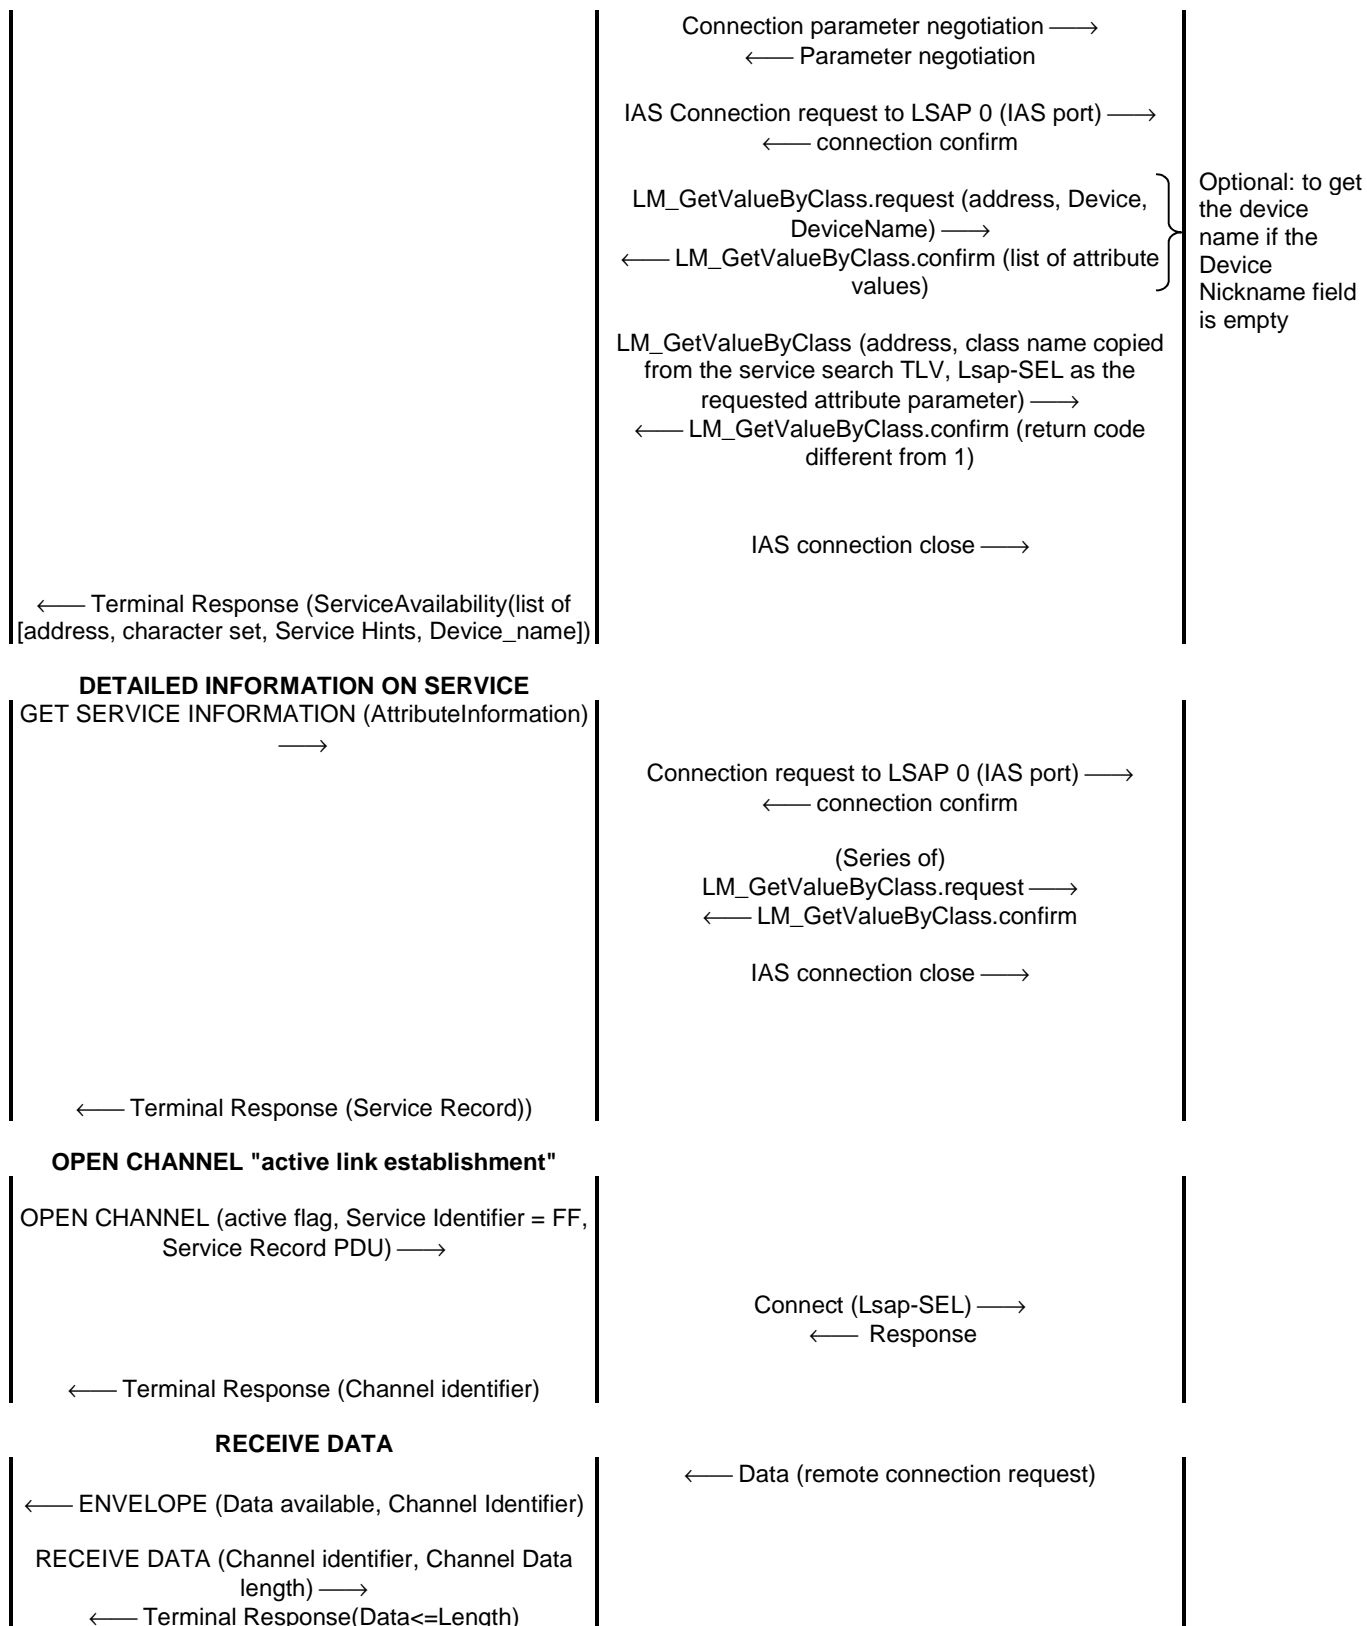 Connection parameter negotiation ⟶
⟵ Parameter negotiation
IAS Connection request to LSAP 0 (IAS port) ⟶
⟵ connection confirm
LM_GetValueByClass.request (address, Device,
DeviceName) ⟶
⟵ LM_GetValueByClass.confirm (list of attribute
values)
Optional: to get
the device
name if the
Device
Nickname field
is empty
LM_GetValueByClass (address, class name copied
from the service search TLV, Lsap-SEL as the
requested attribute parameter) ⟶
⟵ LM_GetValueByClass.confirm (return code
different from 1)
IAS connection close ⟶
⟵ Terminal Response (ServiceAvailability(list of
[address, character set, Service Hints, Device_name])
DETAILED INFORMATION ON SERVICE
GET SERVICE INFORMATION (AttributeInformation)
⟶
Connection request to LSAP 0 (IAS port) ⟶
⟵ connection confirm
(Series of)
LM_GetValueByClass.request ⟶
⟵ LM_GetValueByClass.confirm
IAS connection close ⟶
⟵ Terminal Response (Service Record))
OPEN CHANNEL "active link establishment"
OPEN CHANNEL (active flag, Service Identifier = FF,
Service Record PDU) ⟶
Connect (Lsap-SEL) ⟶
⟵ Response
⟵ Terminal Response (Channel identifier)
RECEIVE DATA
⟵ Data (remote connection request)
⟵ ENVELOPE (Data available, Channel Identifier)
RECEIVE DATA (Channel identifier, Channel Data
length) ⟶
⟵ Terminal Response(Data<=Length)